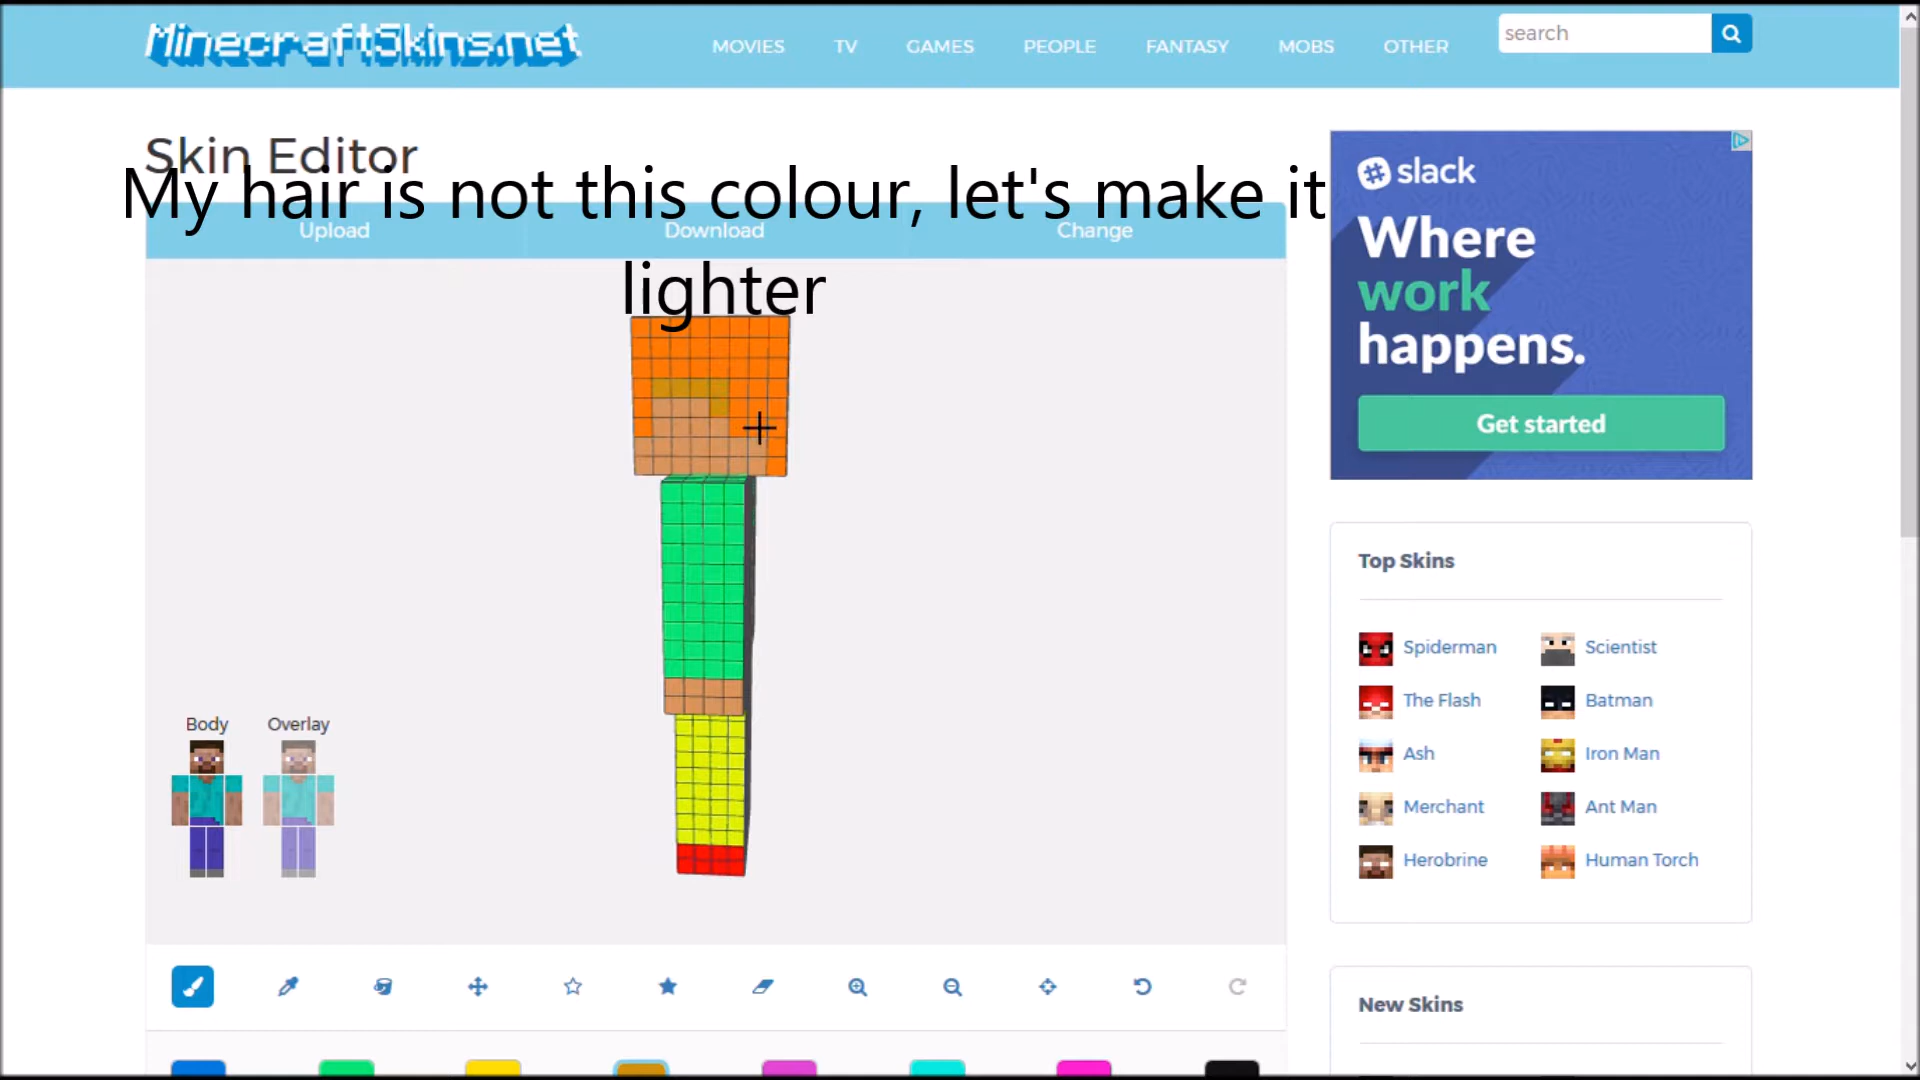 MinecraftSkins.net
MOVIES TV GAMES PEOPLE FANTASY MOBS OTHER
search
Skin Editor
My hair is not this colour, let's make it
lighter
Upload Download Change
slack
Where
work
happens.
Get started
Top Skins
Spiderman Scientist
The Flash Batman
Ash Iron Man
Merchant Ant Man
Herobrine Human Torch
Body Overlay
New Skins